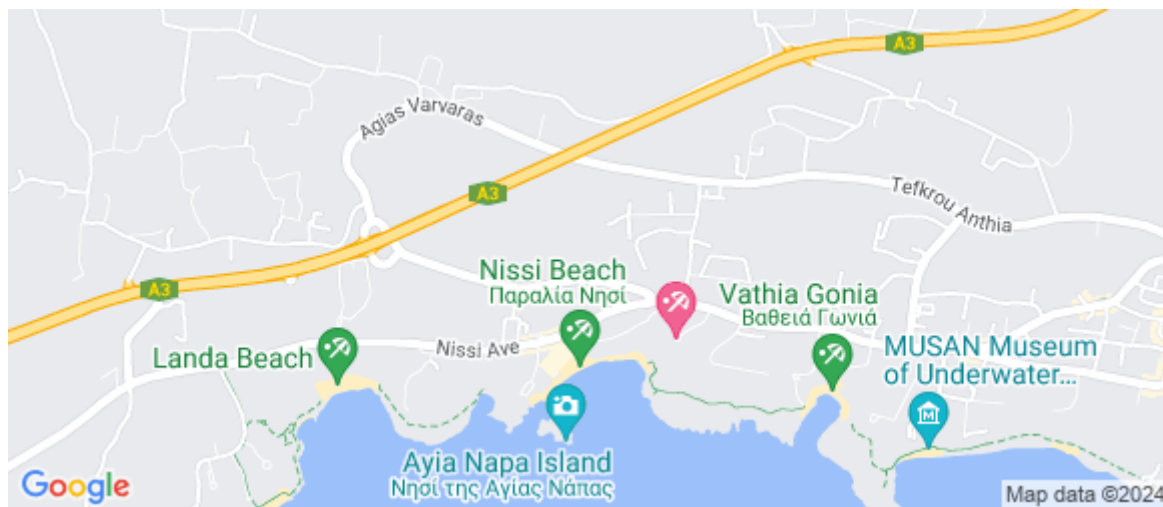 A3
Agias Varvaras
A3
Tefkrou Anthia
Nissi Beach
Παραλία Νησί
Vathia Gonia
Βαθειά Γωνιά
A3
Landa Beach
Nissi Ave
MUSAN Museum
of Underwater...
Ayia Napa Island
Νησί της Αγίας Νάπας
Google
Map data ©2024